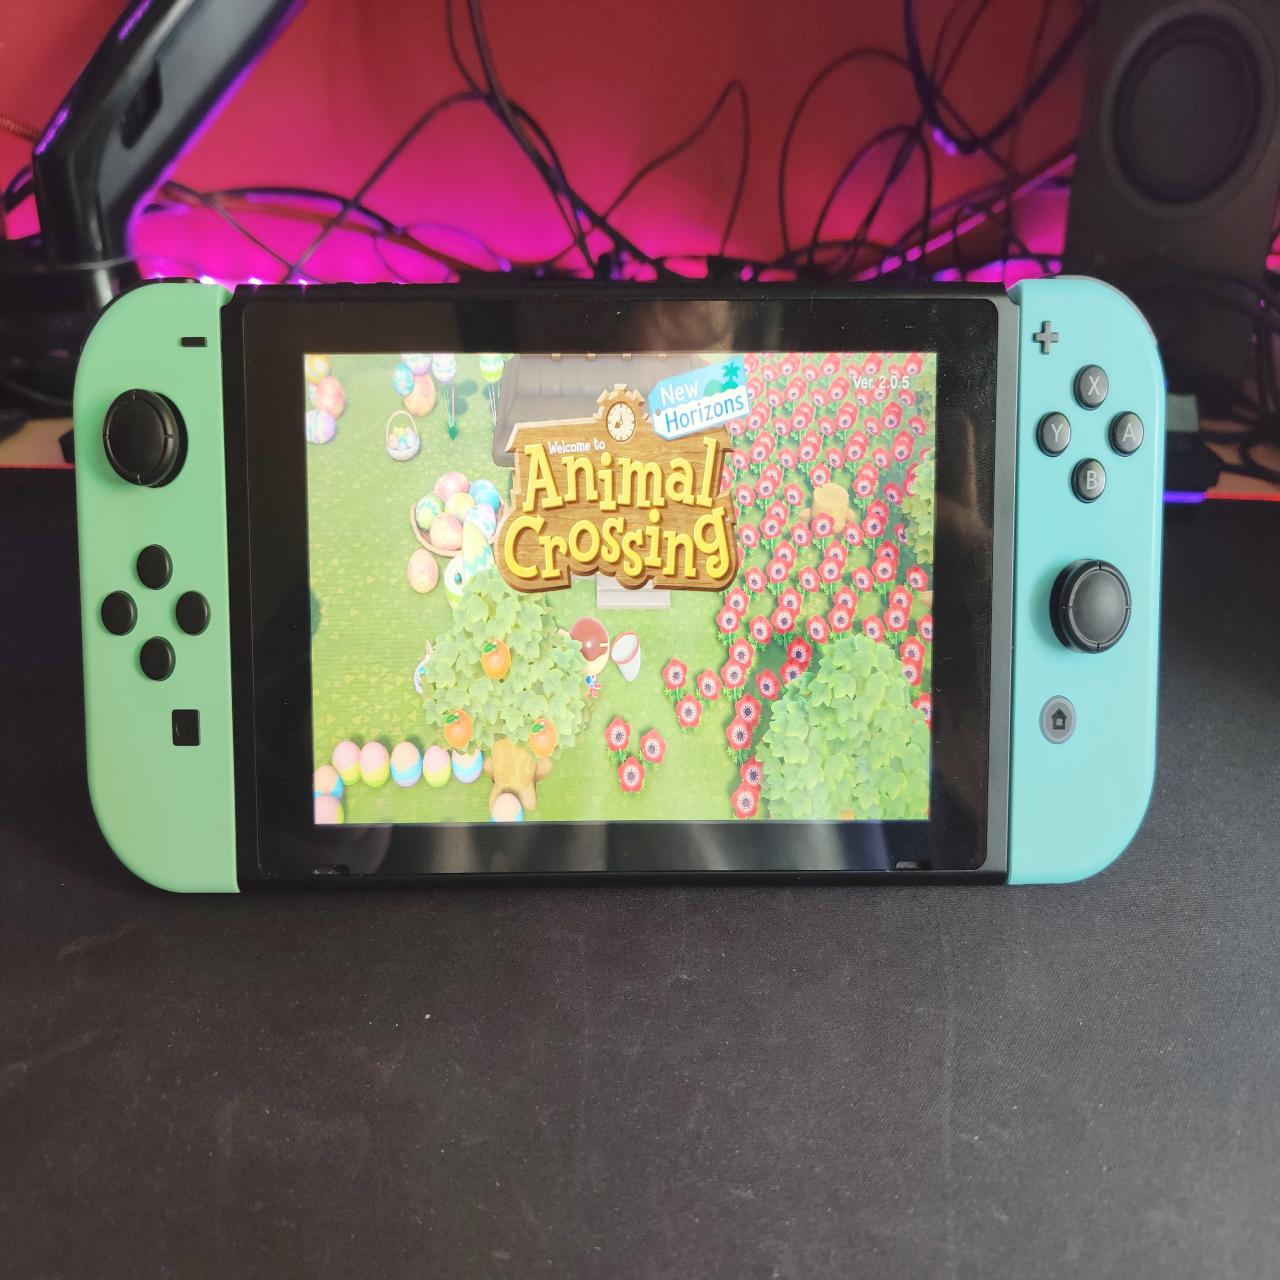 New
Horizons
Ver. 2.0.5
Welcome to
Animal
Crossing
X
Y
A
B